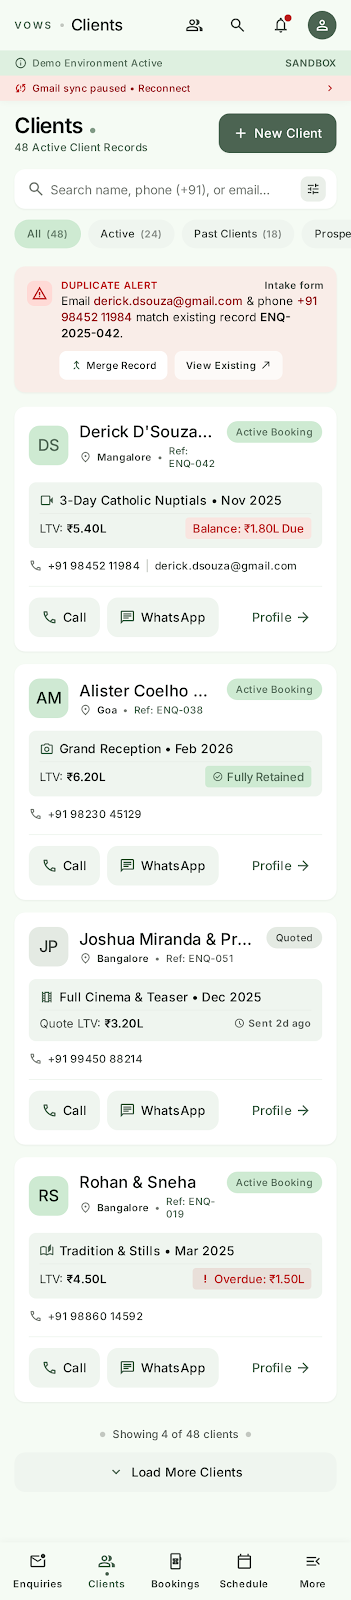 VOWS • Clients
Demo Environment Active SANDBOX
Gmail sync paused • Reconnect
Clients
48 Active Client Records
+ New Client
Search name, phone (+91), or email...
All (48) Active (24) Past Clients (18) Prospe
DUPLICATE ALERT Intake form
Email derick.dsouza@gmail.com & phone +91
98452 11984 match existing record ENQ-
2025-042.
Merge Record View Existing ↗
DS Derick D'Souza... Active Booking
Mangalore • Ref:
ENQ-042
3-Day Catholic Nuptials • Nov 2025
LTV: ₹5.40L Balance: ₹1.80L Due
+91 98452 11984 | derick.dsouza@gmail.com
Call WhatsApp Profile →
AM Alister Coelho ... Active Booking
Goa • Ref: ENQ-038
Grand Reception • Feb 2026
LTV: ₹6.20L Fully Retained
+91 98230 45129
Call WhatsApp Profile →
JP Joshua Miranda & Pr... Quoted
Bangalore • Ref: ENQ-051
Full Cinema & Teaser • Dec 2025
Quote LTV: ₹3.20L Sent 2d ago
+91 99450 88214
Call WhatsApp Profile →
RS Rohan & Sneha Active Booking
Bangalore • Ref: ENQ-
019
Tradition & Stills • Mar 2025
LTV: ₹4.50L ! Overdue: ₹1.50L
+91 98860 14592
Call WhatsApp Profile →
Showing 4 of 48 clients
Load More Clients
Enquiries Clients Bookings Schedule More